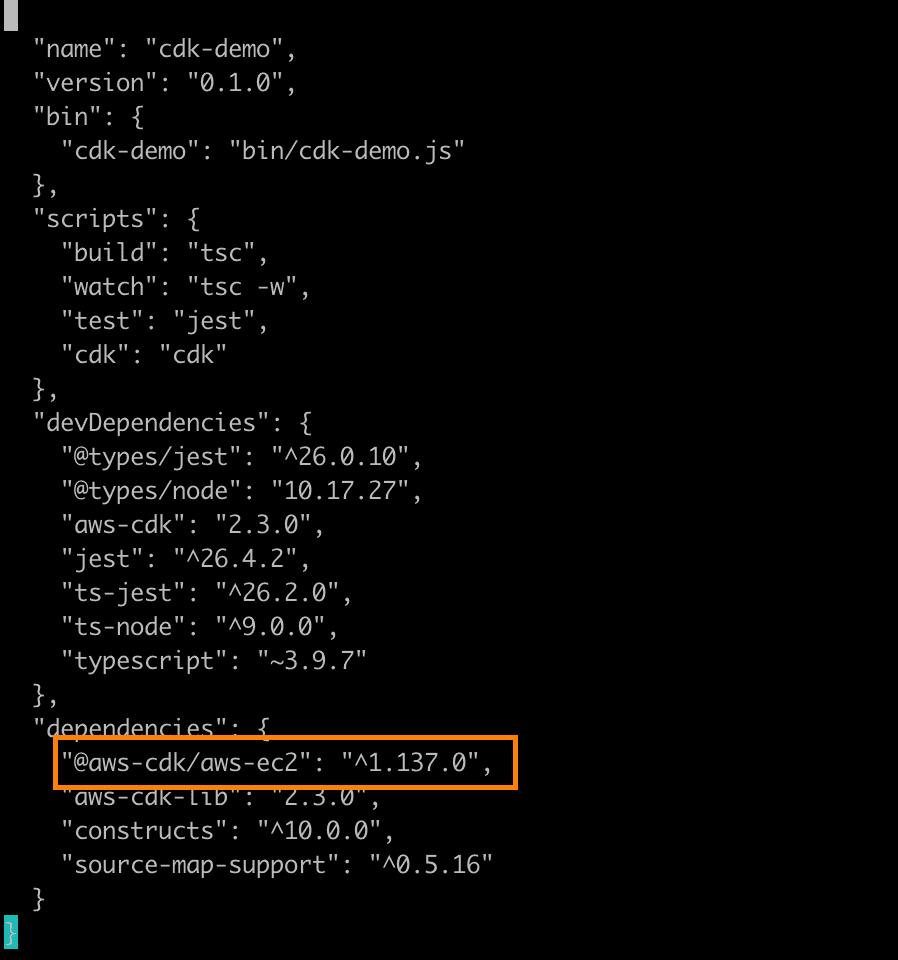 "name": "cdk-demo",
"version": "0.1.0",
"bin": {
"cdk-demo": "bin/cdk-demo.js"
},
"scripts": {
"build": "tsc",
"watch": "tsc -w",
"test": "jest",
"cdk": "cdk"
},
"devDependencies": {
"@types/jest": "^26.0.10",
"@types/node": "10.17.27",
"aws-cdk": "2.3.0",
"jest": "^26.4.2",
"ts-jest": "^26.2.0",
"ts-node": "^9.0.0",
"typescript": "~3.9.7"
},
"dependencies": {
"@aws-cdk/aws-ec2": "^1.137.0",
"aws-cdk-lib": "2.3.0",
"constructs": "^10.0.0",
"source-map-support": "^0.5.16"
}
}